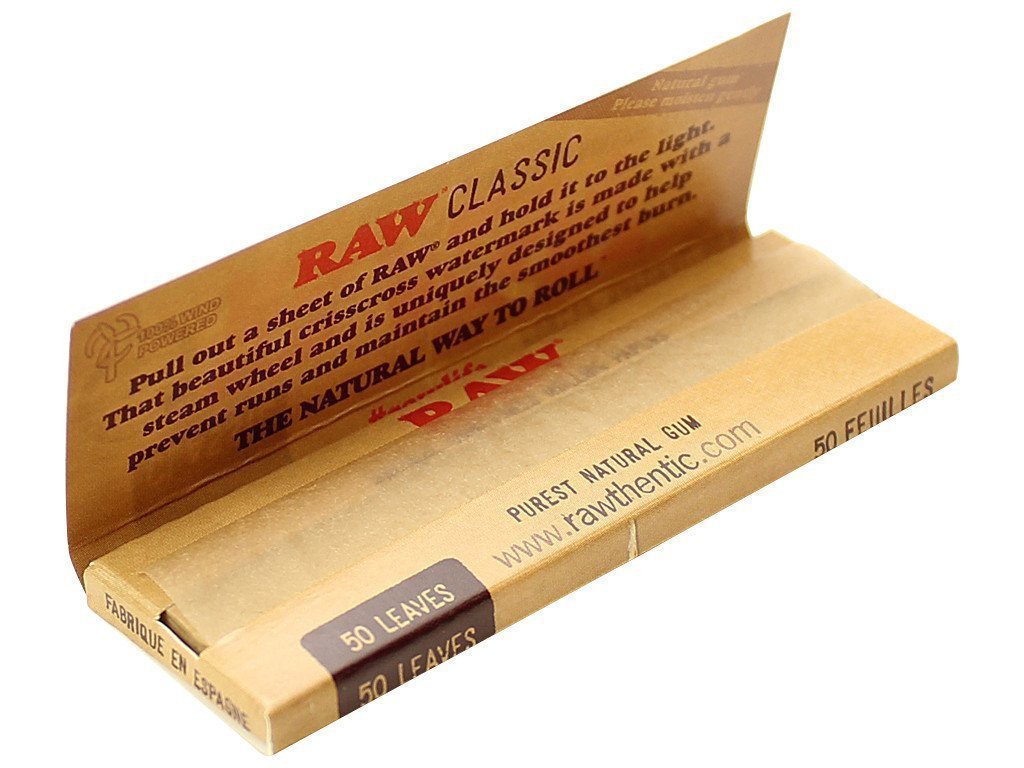 Natural gum
Please moisten gently
RAW™ CLASSIC
100% WIND
POWERED
Pull out a sheet of RAW® and hold it to the light.
That beautiful crisscross watermark is made with a
steam wheel and is uniquely designed to help
prevent runs and maintain the smoothest burn.
THE NATURAL WAY TO ROLL™
RAW™
PUREST NATURAL GUM
www.rawthentic.com
50 LEAVES
50 LEAVES
50 FEUILLES
FABRIQUE EN ESPAGNE